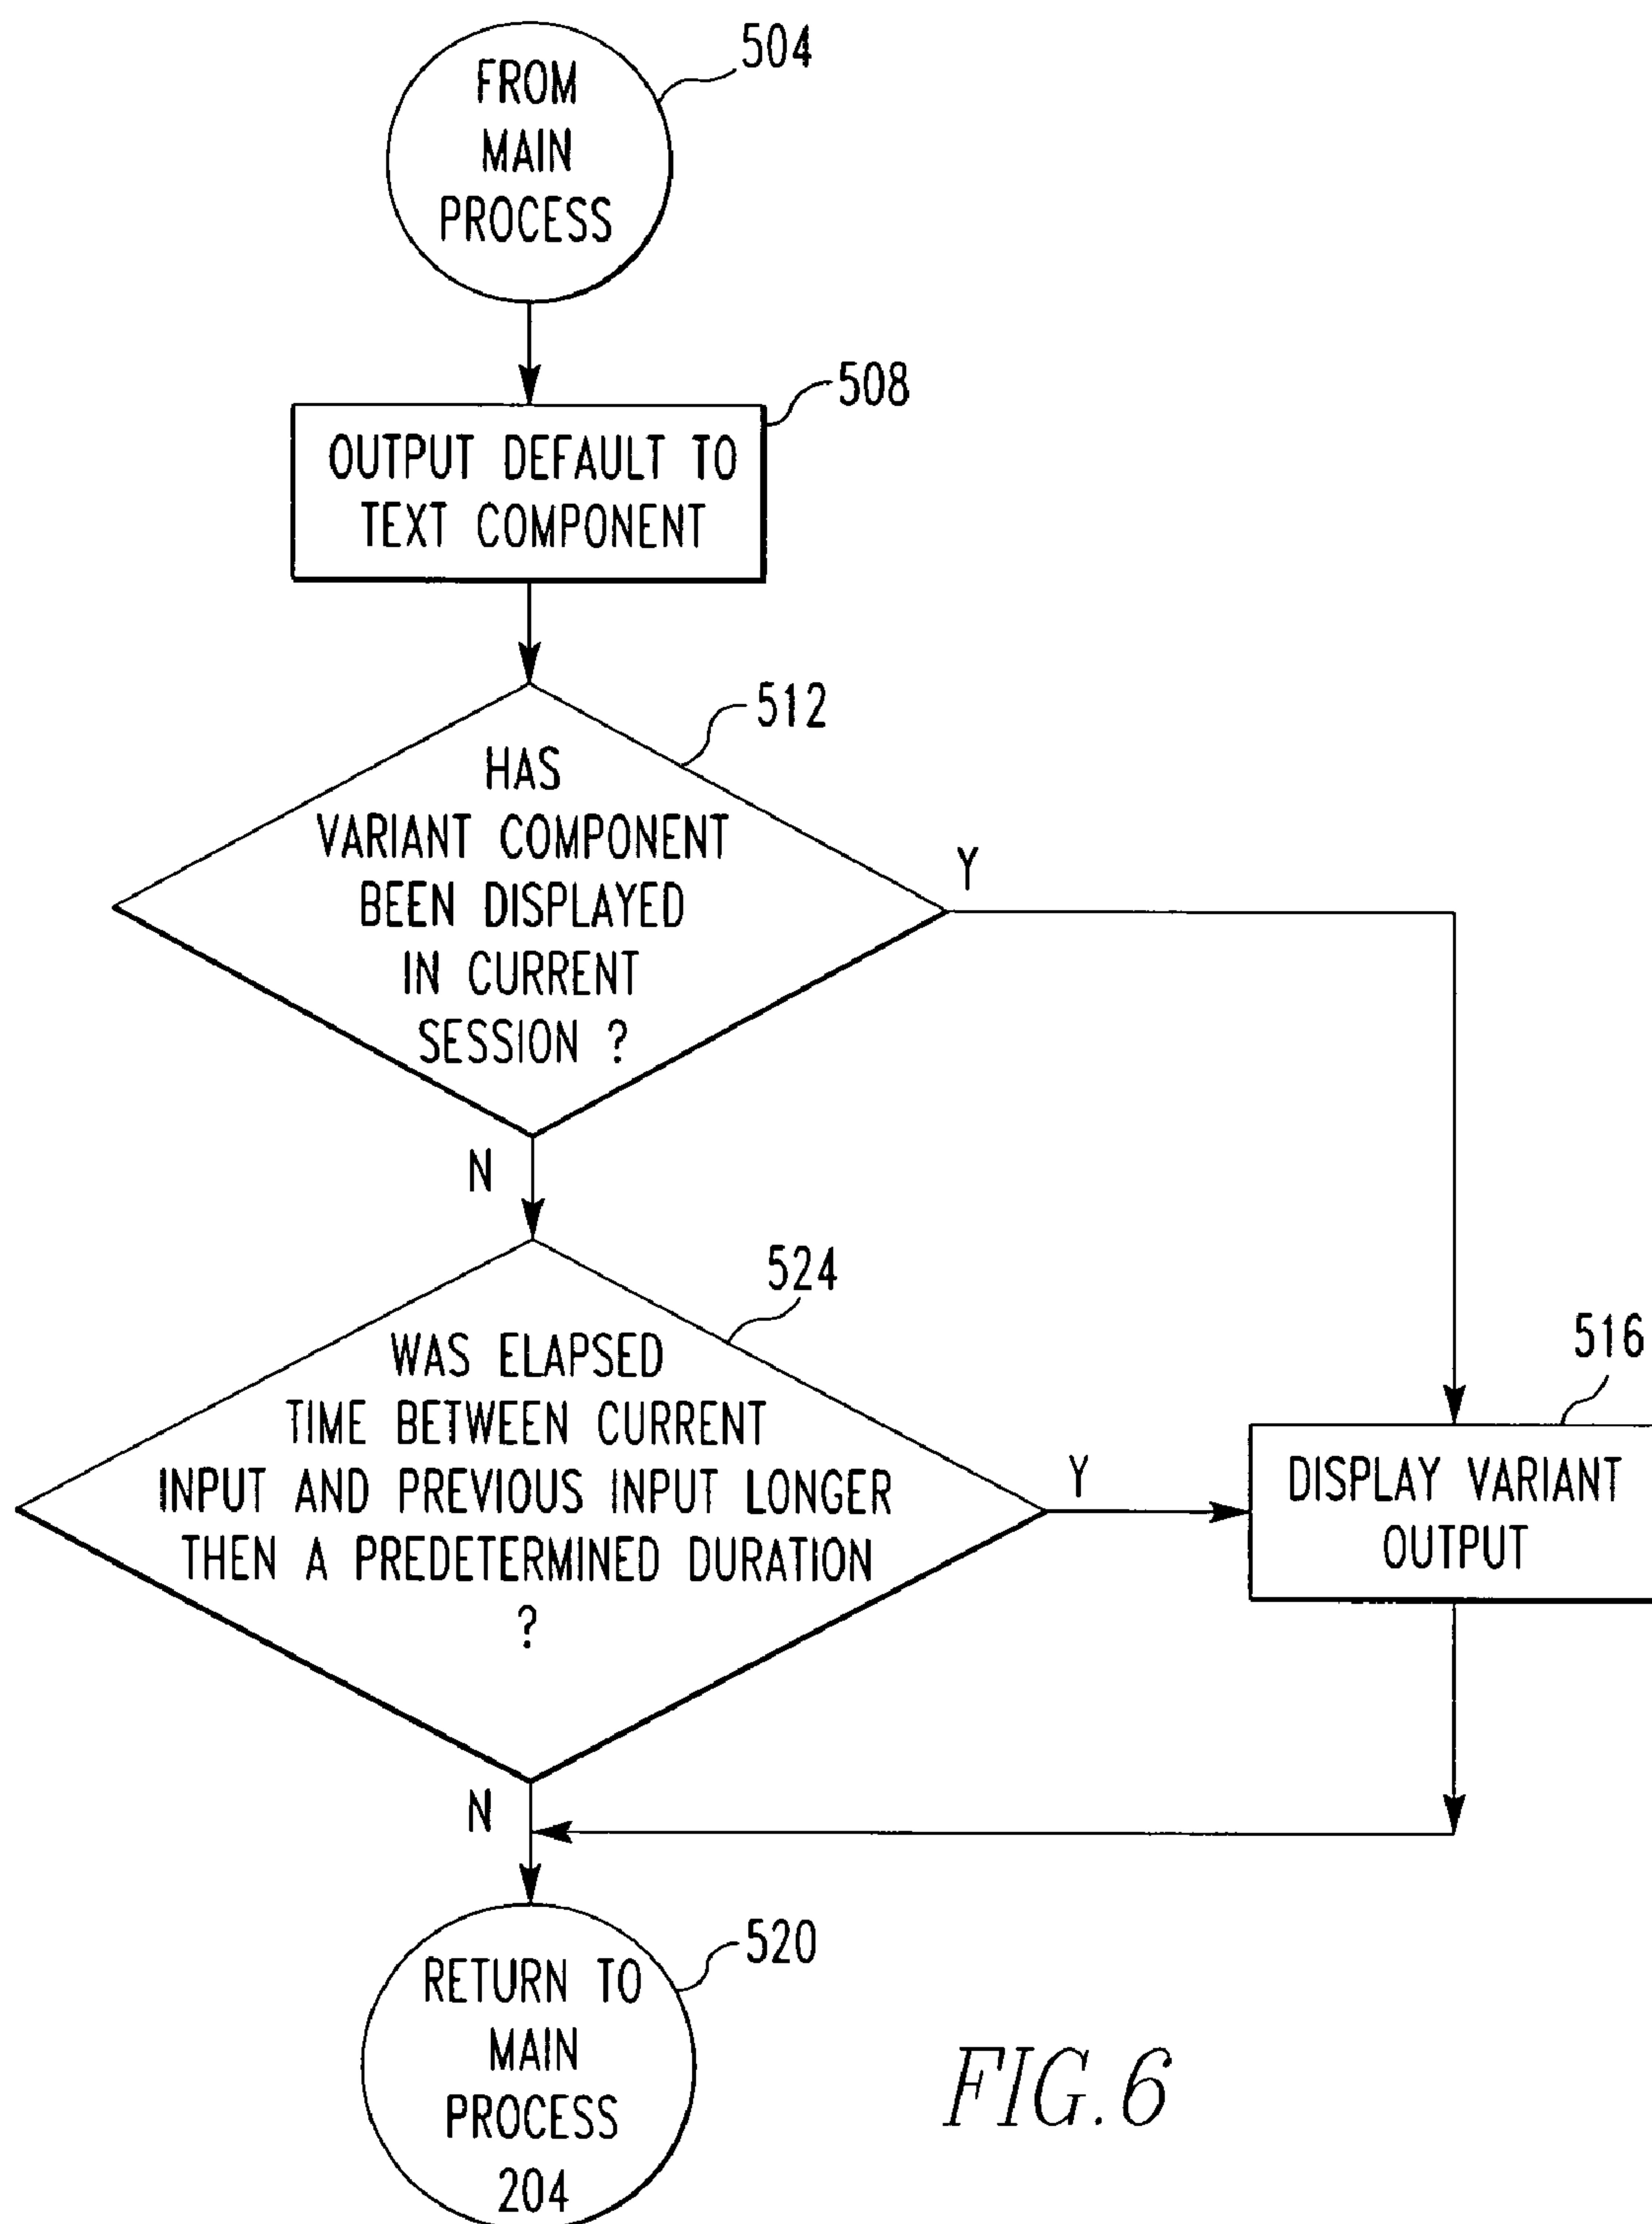 504
FROM
MAIN
PROCESS
508
OUTPUT DEFAULT TO
TEXT COMPONENT
512
HAS
VARIANT COMPONENT
BEEN DISPLAYED
IN CURRENT
SESSION ?
Y
N
524
WAS ELAPSED
TIME BETWEEN CURRENT
INPUT AND PREVIOUS INPUT LONGER
THEN A PREDETERMINED DURATION
?
Y
516
DISPLAY VARIANT
OUTPUT
N
520
RETURN TO
MAIN
PROCESS
204
FIG.6